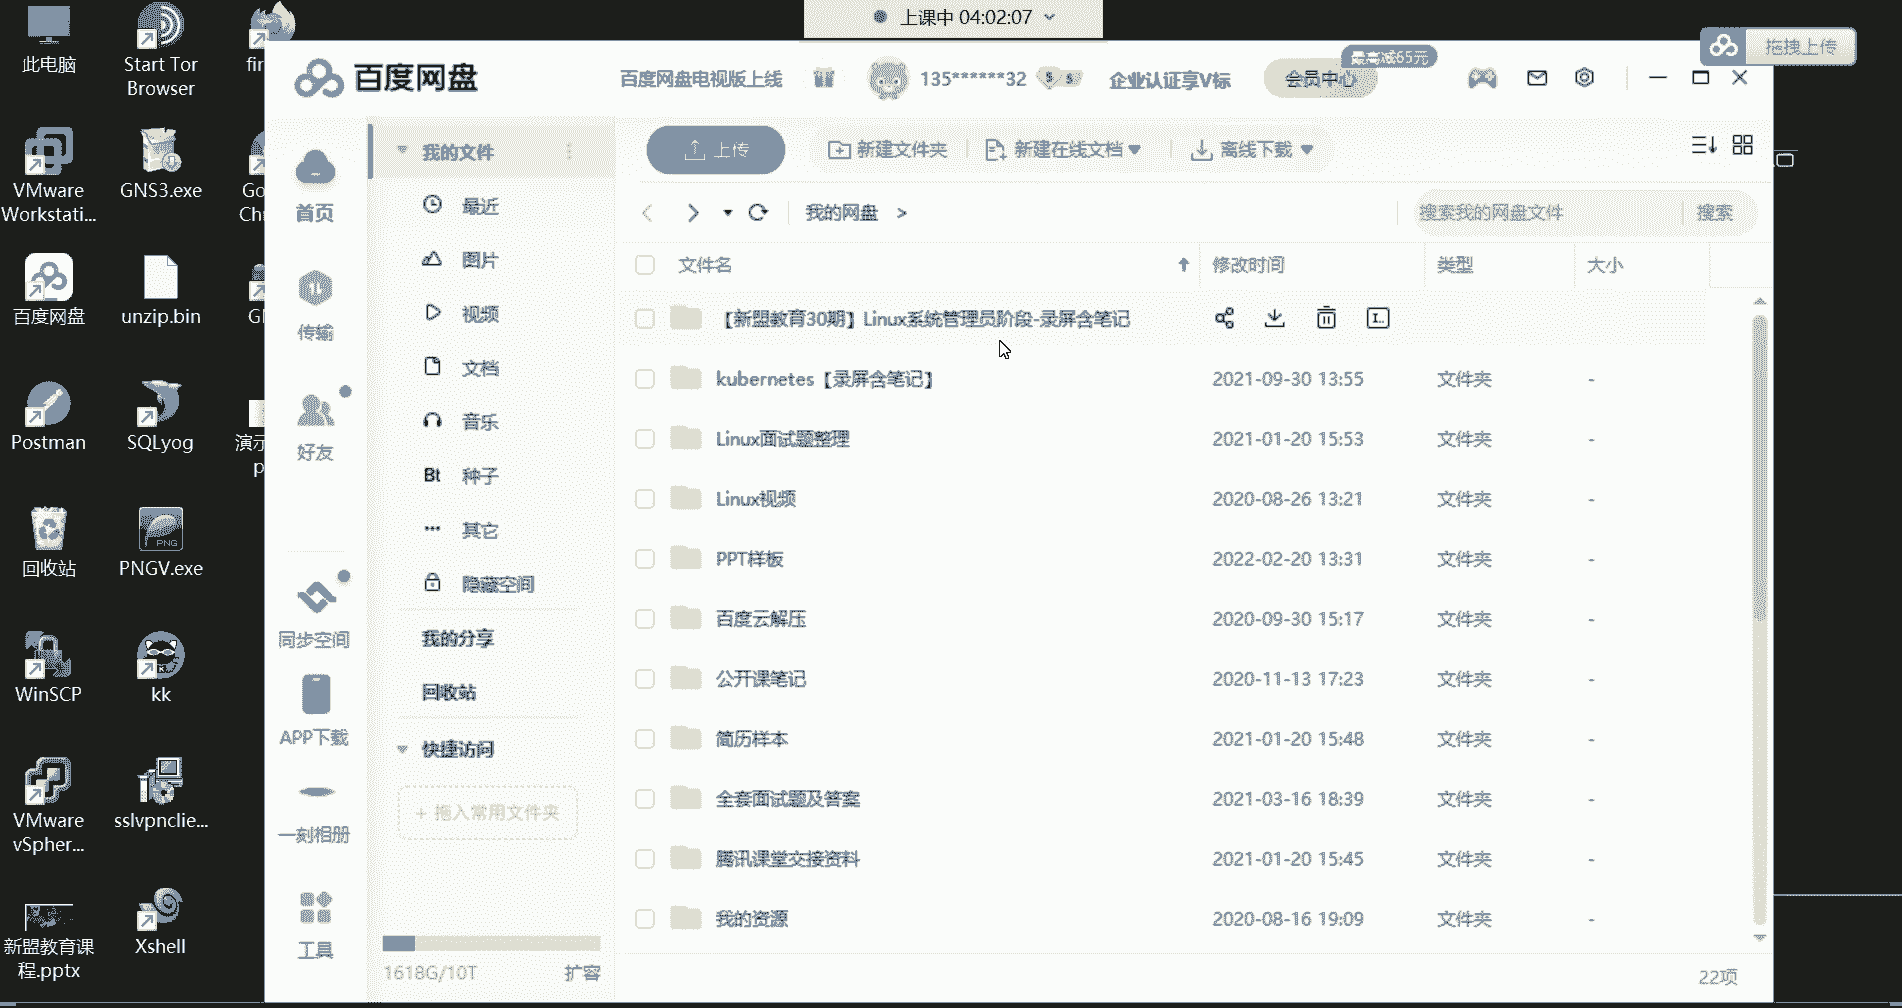 上课中 04:02:07
此电脑
Start Tor
Browser
fir
VMware
Workstati...
GNS3.exe
Go
Ch
百度网盘
unzip.bin
Gl
Postman
SQLyog
演示
p
回收站
PNG
PNGV.exe
WinSCP
kk
VMware
vSpher...
sslvpnclie...
新盟教育课
程.pptx
Xshell
百度网盘
百度网盘电视版上线
135******32
企业认证享V标
会员中心
最高减65元
拖拽上传
首页
传输
好友
同步空间
APP下载
一刻相册
工具
我的文件
最近
图片
视频
文档
音乐
Bt 种子
其它
隐藏空间
我的分享
回收站
快捷访问
+ 拖入常用文件夹
1618G/10T 扩容
上传
新建文件夹
新建在线文档
离线下载
我的网盘 >
搜索我的网盘文件 搜索
文件名 修改时间 类型 大小
【新盟教育30期】Linux系统管理员阶段-录屏含笔记
kubernetes【录屏含笔记】 2021-09-30 13:55 文件夹 -
Linux面试题整理 2021-01-20 15:53 文件夹 -
Linux视频 2020-08-26 13:21 文件夹 -
PPT样板 2022-02-20 13:31 文件夹 -
百度云解压 2020-09-30 15:17 文件夹 -
公开课笔记 2020-11-13 17:23 文件夹 -
简历样本 2021-01-20 15:48 文件夹 -
全套面试题及答案 2021-03-16 18:39 文件夹 -
腾讯课堂交接资料 2021-01-20 15:45 文件夹 -
我的资源 2020-08-16 19:09 文件夹 -
22项